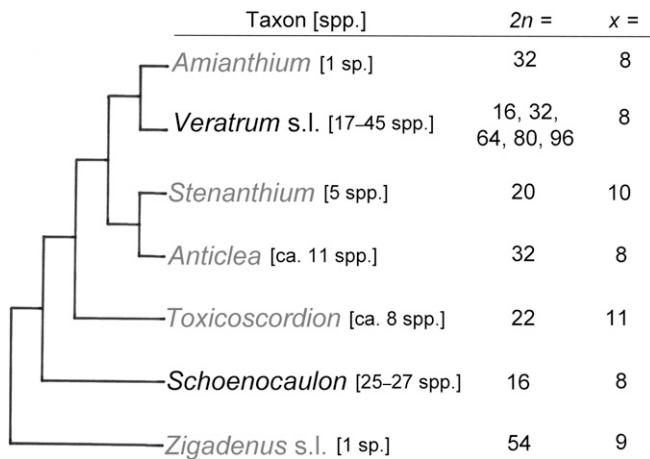 Taxon [spp.] 2n = x =
Amianthium [1 sp.] 32 8
Veratrum s.l. [17–45 spp.] 16, 32, 8
64, 80, 96
Stenanthium [5 spp.] 20 10
Anticlea [ca. 11 spp.] 32 8
Toxicoscordion [ca. 8 spp.] 22 11
Schoenocaulon [25–27 spp.] 16 8
Zigadenus s.l. [1 sp.] 54 9